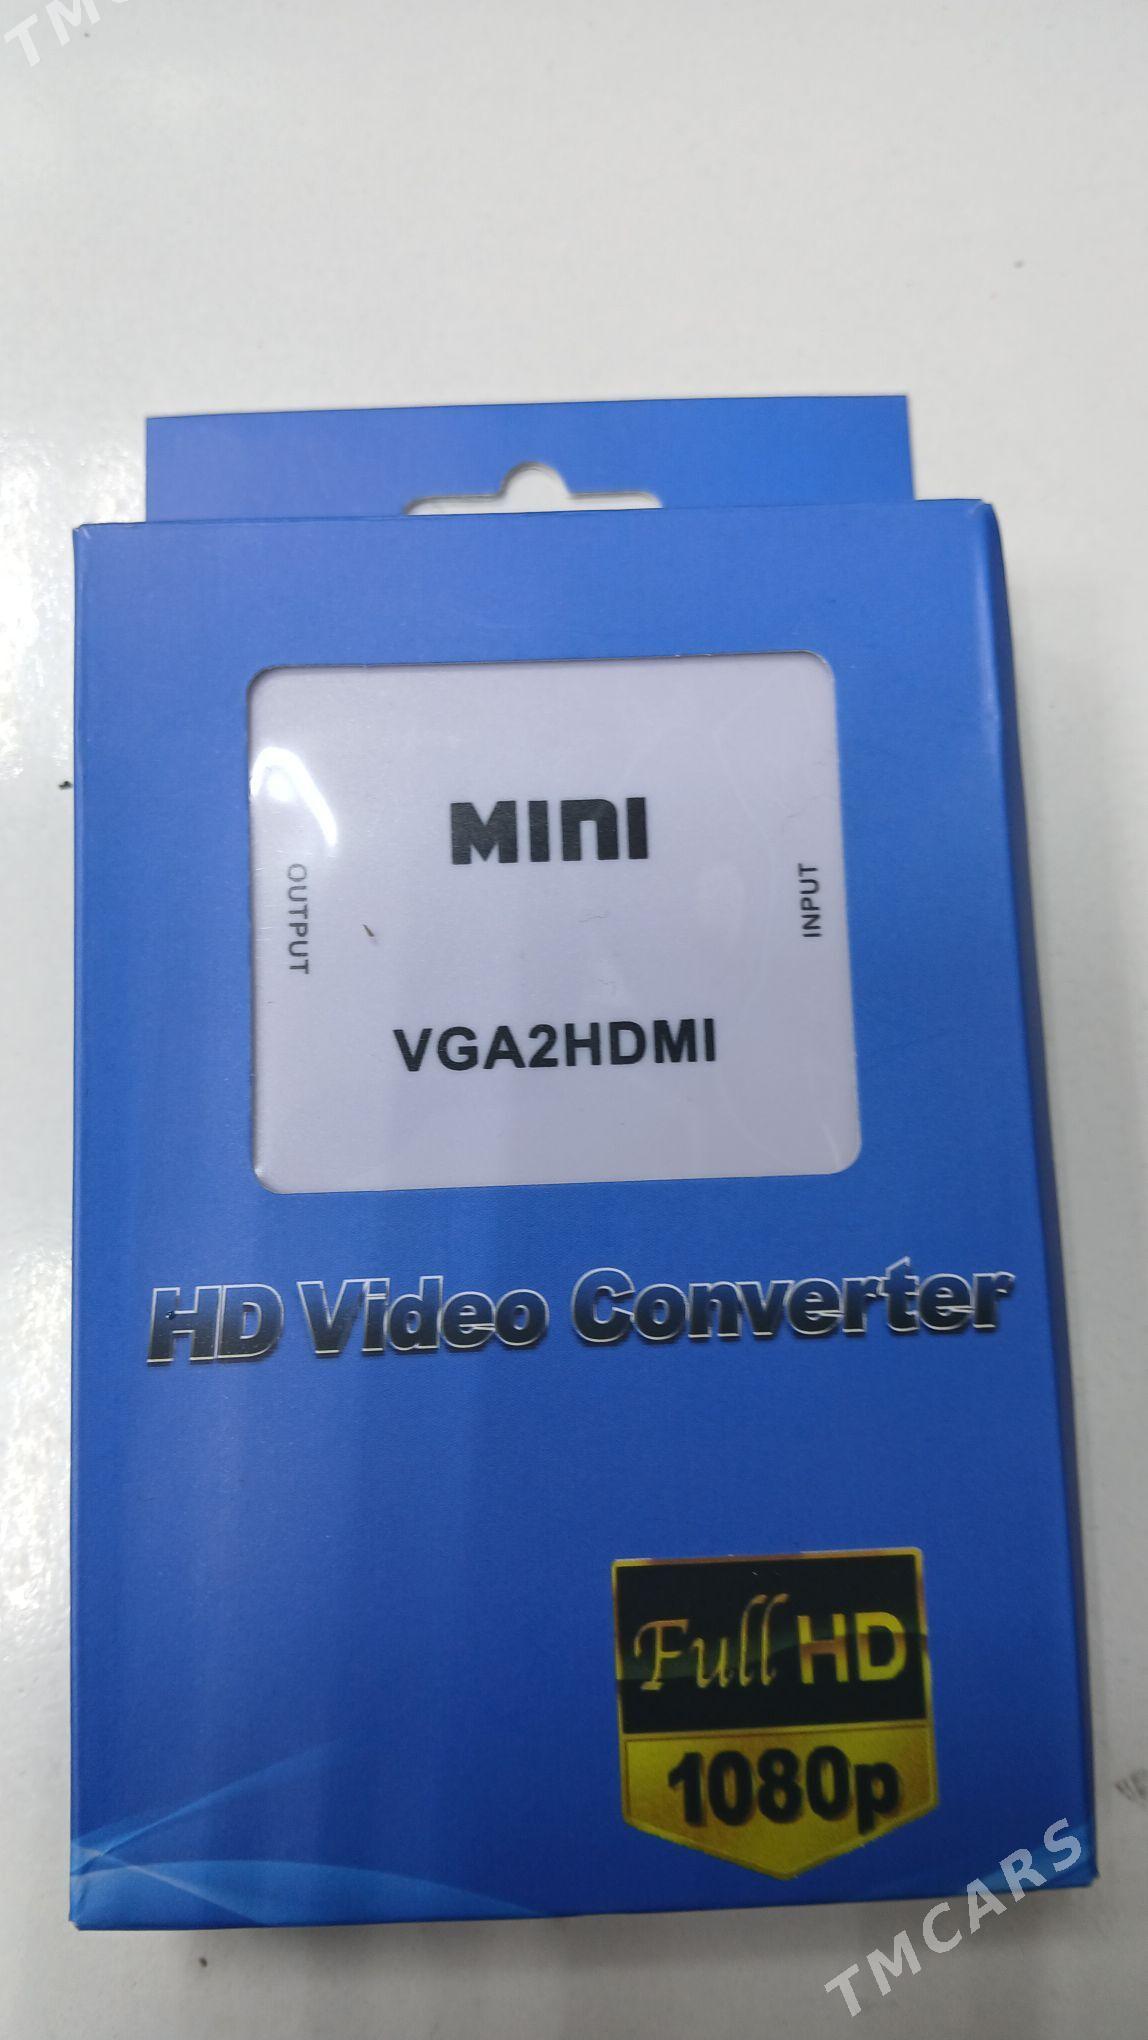 MINI
OUTPUT
INPUT
VGA2HDMI
HD Video Converter
Full HD
1080p
TMCARS